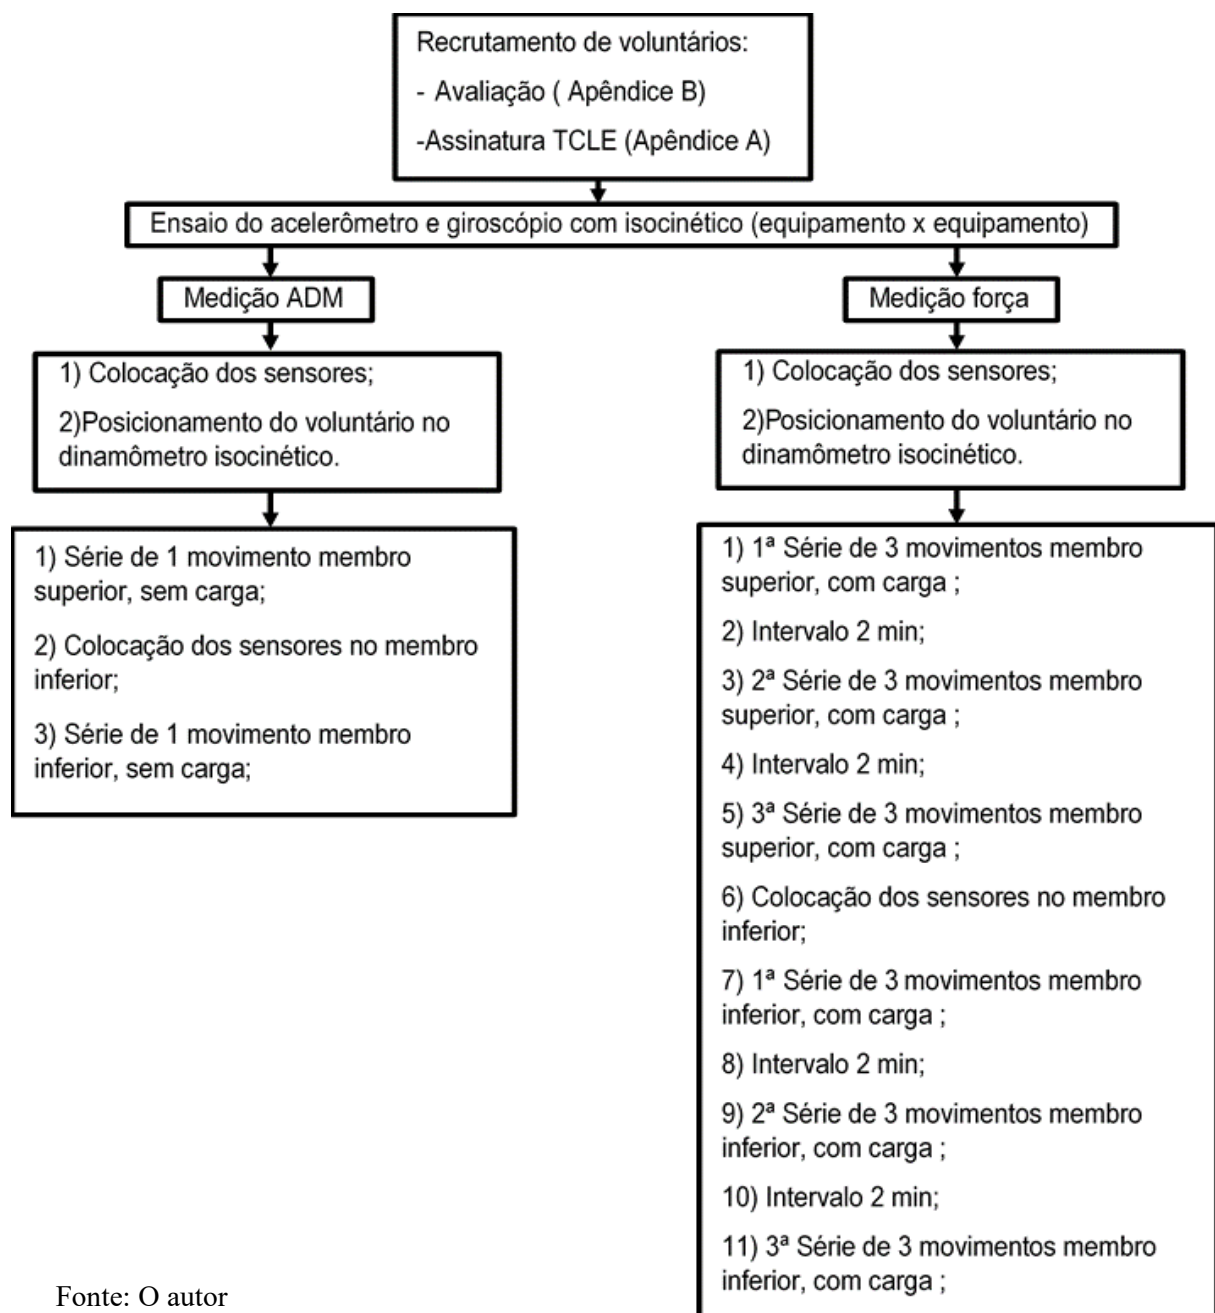 Recrutamento de voluntários:
- Avaliação ( Apêndice B)
-Assinatura TCLE (Apêndice A)
Ensaio do acelerômetro e giroscópio com isocinético (equipamento x equipamento)
Medição ADM
1) Colocação dos sensores;
2)Posicionamento do voluntário no
dinamômetro isocinético.
1) Série de 1 movimento membro
superior, sem carga;
2) Colocação dos sensores no membro
inferior;
3) Série de 1 movimento membro
inferior, sem carga;
Medição força
1) Colocação dos sensores;
2)Posicionamento do voluntário no
dinamômetro isocinético.
1) 1ª Série de 3 movimentos membro
superior, com carga ;
2) Intervalo 2 min;
3) 2ª Série de 3 movimentos membro
superior, com carga ;
4) Intervalo 2 min;
5) 3ª Série de 3 movimentos membro
superior, com carga ;
6) Colocação dos sensores no membro
inferior;
7) 1ª Série de 3 movimentos membro
inferior, com carga ;
8) Intervalo 2 min;
9) 2ª Série de 3 movimentos membro
inferior, com carga ;
10) Intervalo 2 min;
11) 3ª Série de 3 movimentos membro
inferior, com carga ;
Fonte: O autor